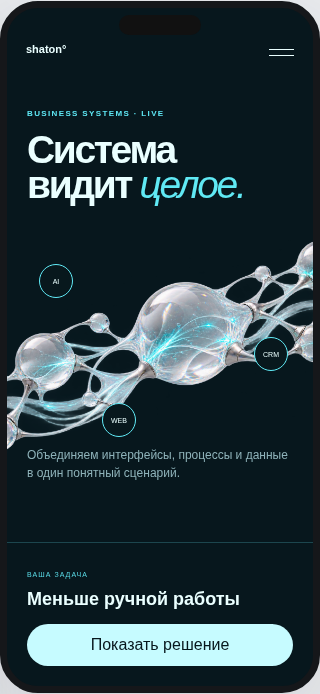 shaton°
BUSINESS SYSTEMS · LIVE
Система
видит целое.
AI
CRM
WEB
Объединяем интерфейсы, процессы и данные
в один понятный сценарий.
ВАША ЗАДАЧА
Меньше ручной работы
Показать решение